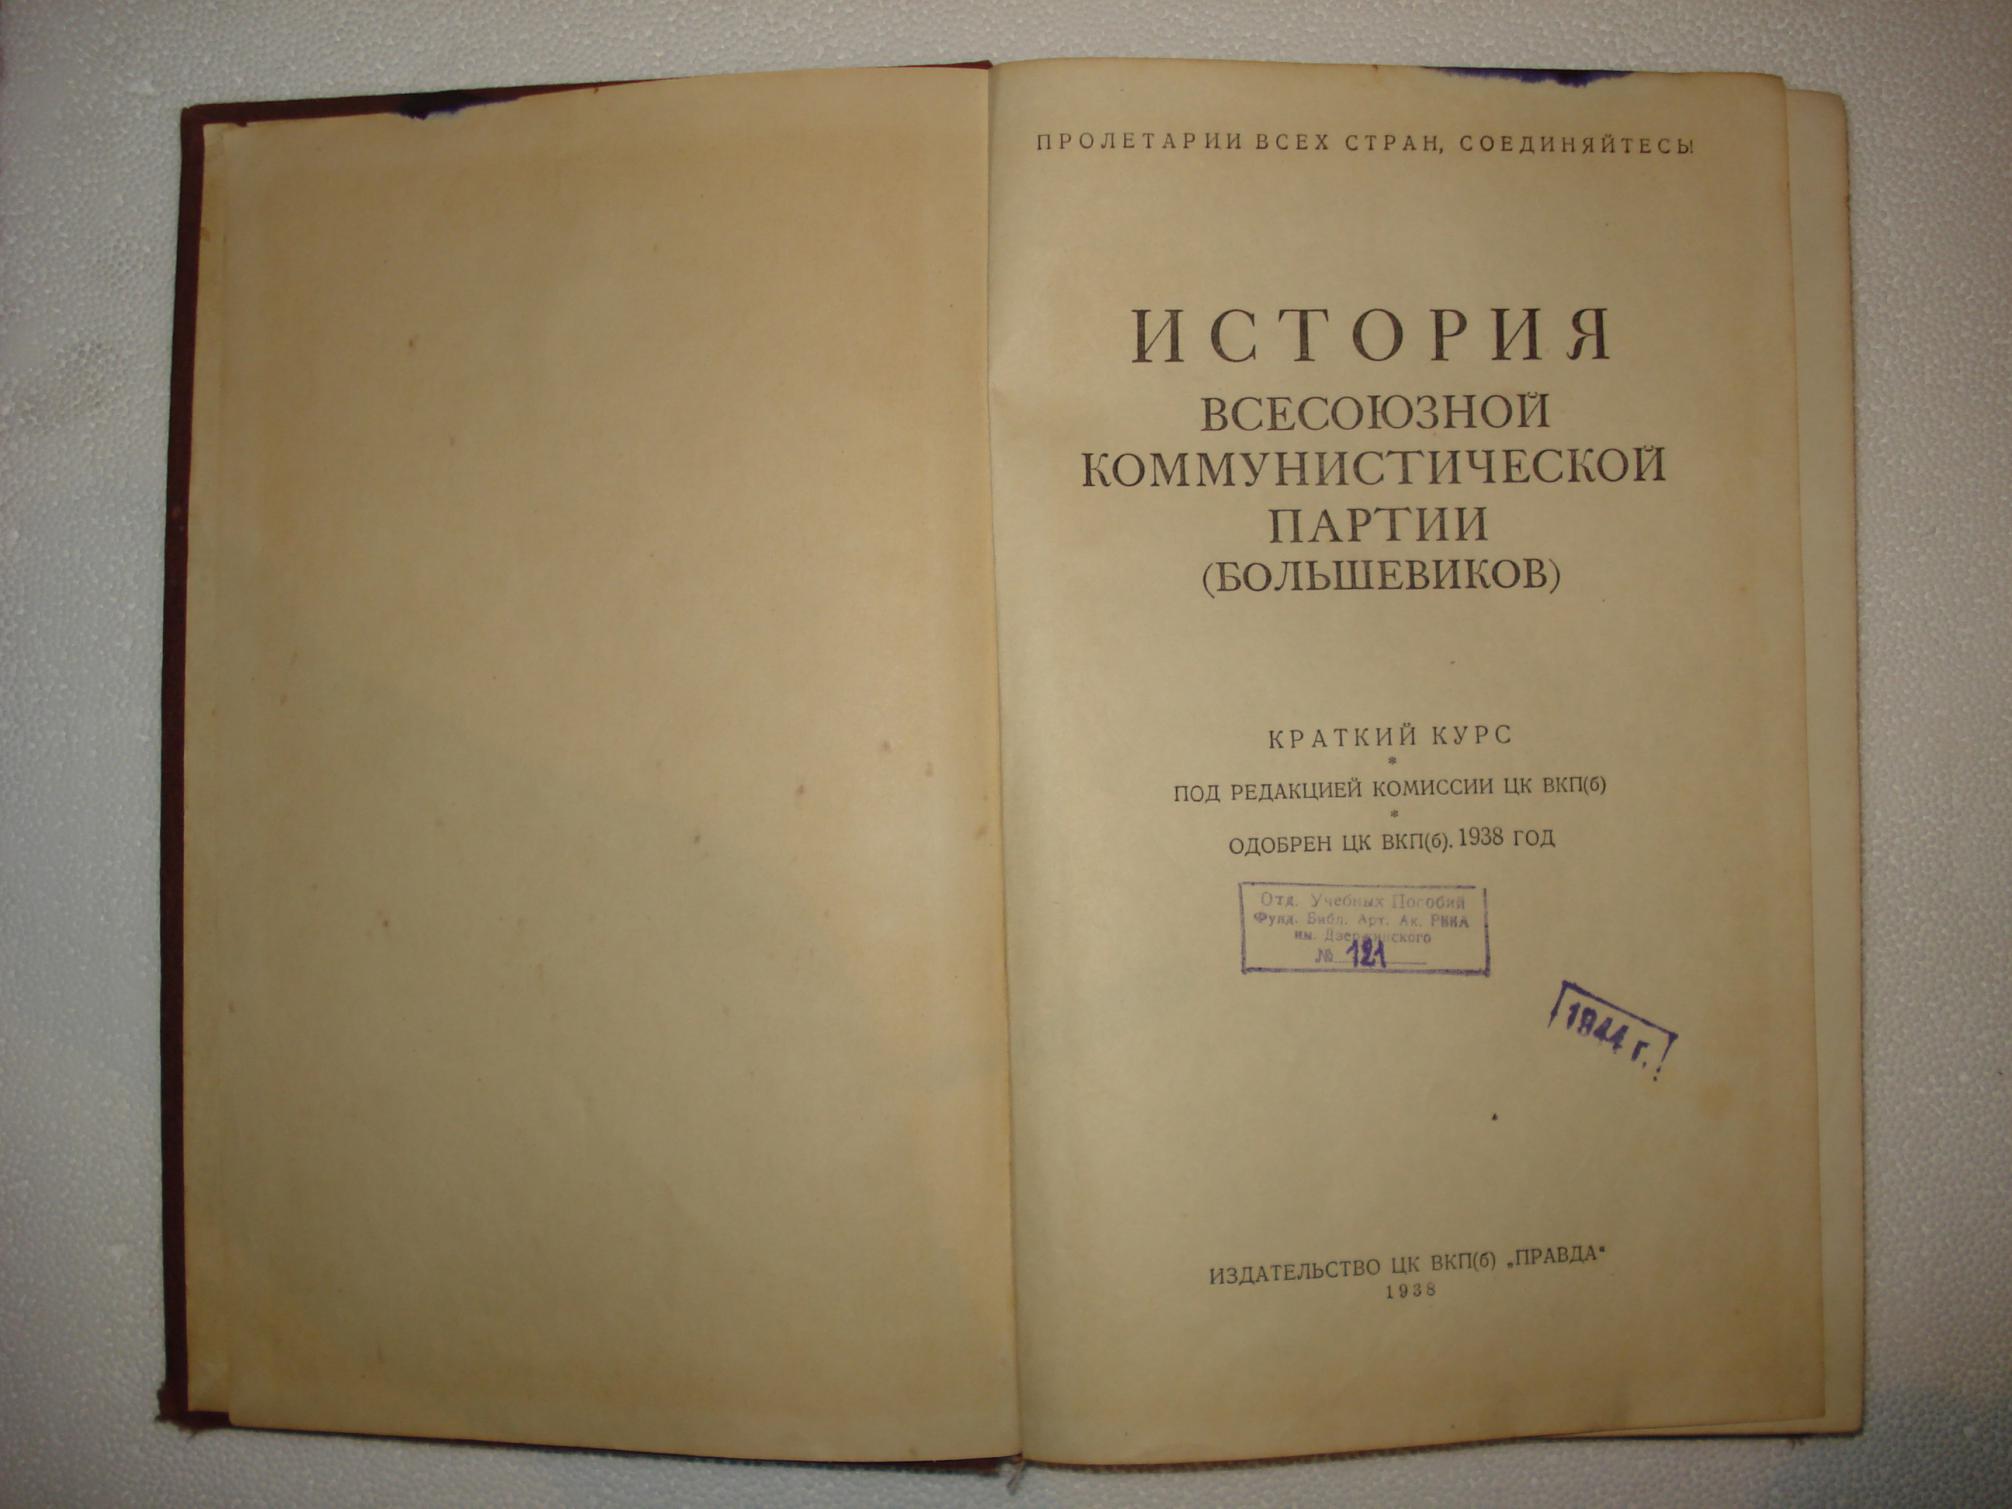 ПРОЛЕТАРИИ ВСЕХ СТРАН, СОЕДИНЯЙТЕСЬ!
ИСТОРИЯ
ВСЕСОЮЗНОЙ
КОММУНИСТИЧЕСКОЙ
ПАРТИИ
(БОЛЬШЕВИКОВ)
КРАТКИЙ КУРС
*
ПОД РЕДАКЦИЕЙ КОМИССИИ ЦК ВКП(б)
*
ОДОБРЕН ЦК ВКП(б). 1938 ГОД
Отд. Учебных Пособий
Фунд. Библ. Арт. Ак. РККА
им. Дзержинского
№ 121
1944 г.
ИЗДАТЕЛЬСТВО ЦК ВКП(б) „ПРАВДА“
1938